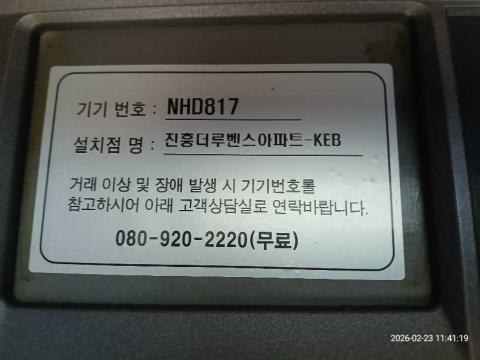 기기 번호 : NHD817
설치점 명 : 진흥더루벤스아파트-KEB
거래 이상 및 장애 발생 시 기기번호를
참고하시어 아래 고객상담실로 연락바랍니다.
080-920-2220(무료)
2026-02-23 11:41:19